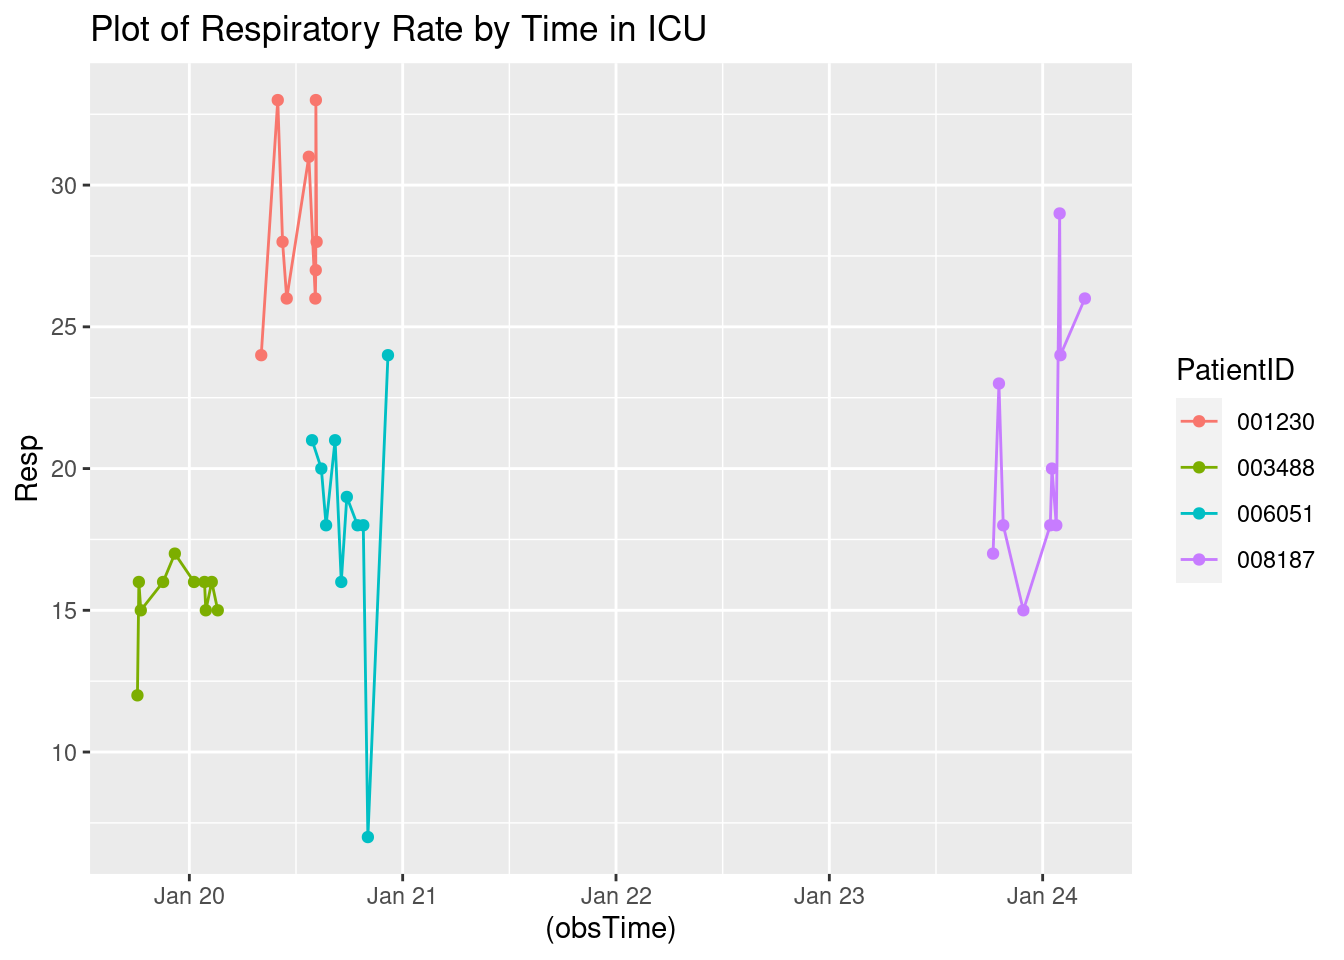 Plot of Respiratory Rate by Time in ICU
Resp
30
25
20
15
10
Jan 20 Jan 21 Jan 22 Jan 23 Jan 24
(obsTime)
PatientID
001230
003488
006051
008187